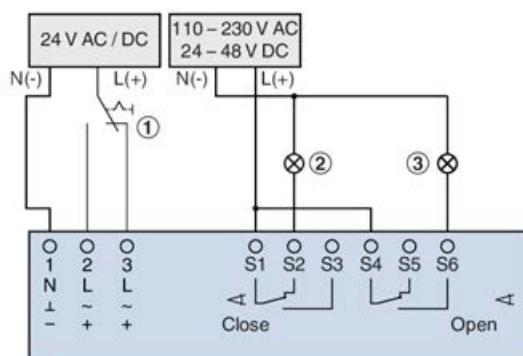 24 V AC / DC
110 – 230 V AC
24 – 48 V DC
N(-) L(+) N(-) L(+)
1
2 3
1 2 3 S1 S2 S3 S4 S5 S6
N L L
⊥ ~ ~
− + +
Close Open